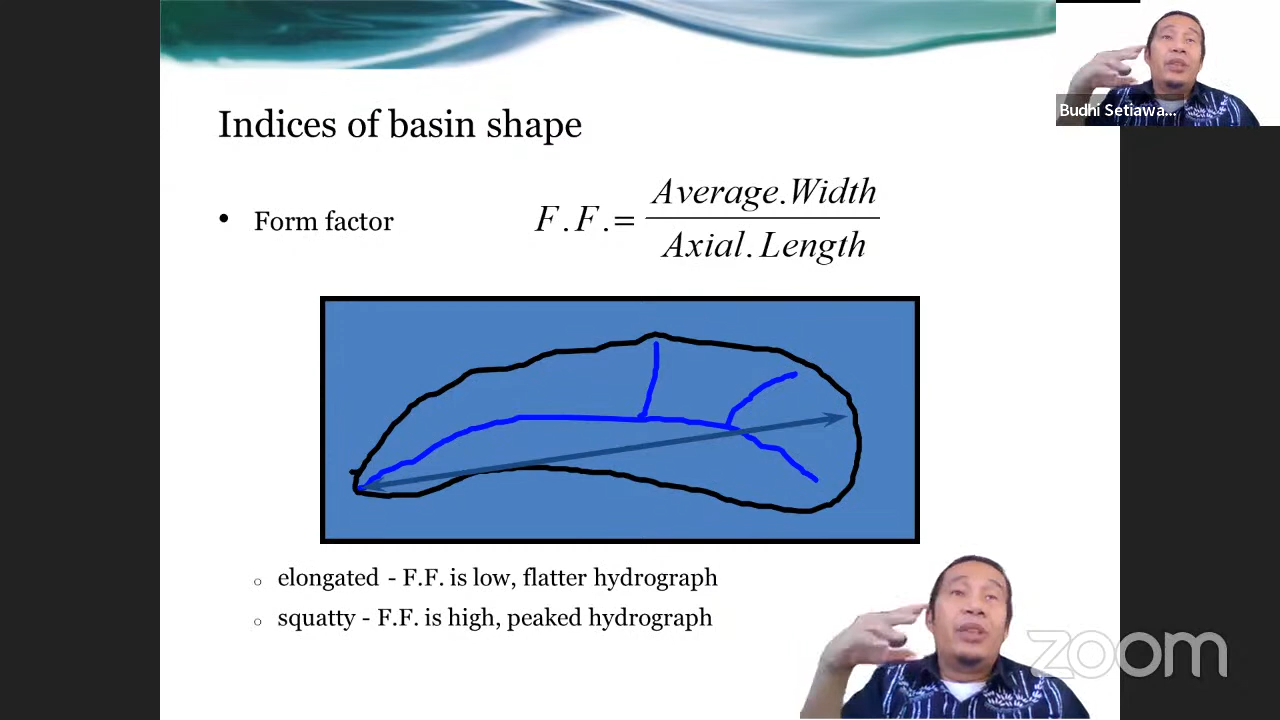 Budhi Setiawa...
Indices of basin shape
• Form factor
F.F.= Average.Width
Axial.Length
elongated - F.F. is low, flatter hydrograph
squatty - F.F. is high, peaked hydrograph
zoom